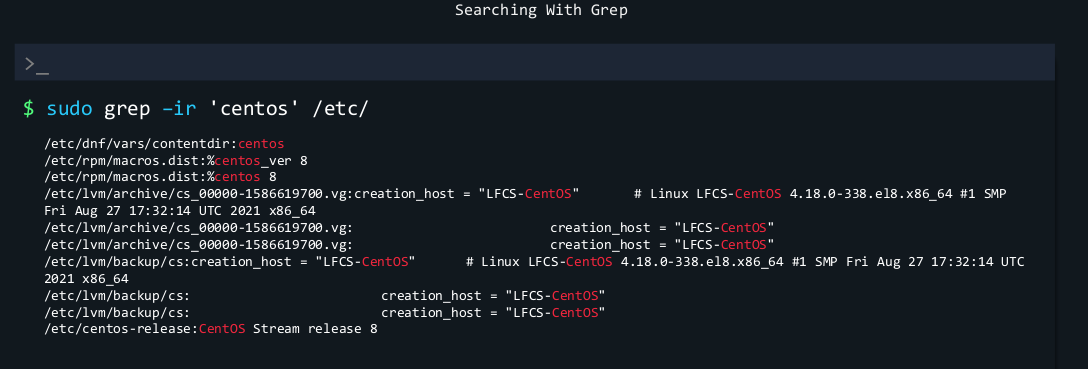 Searching With Grep
>_
$ sudo grep –ir 'centos' /etc/
/etc/dnf/vars/contentdir:centos
/etc/rpm/macros.dist:%centos_ver 8
/etc/rpm/macros.dist:%centos 8
/etc/lvm/archive/cs_00000-1586619700.vg:creation_host = "LFCS-CentOS" # Linux LFCS-CentOS 4.18.0-338.el8.x86_64 #1 SMP
Fri Aug 27 17:32:14 UTC 2021 x86_64
/etc/lvm/archive/cs_00000-1586619700.vg: creation_host = "LFCS-CentOS"
/etc/lvm/archive/cs_00000-1586619700.vg: creation_host = "LFCS-CentOS"
/etc/lvm/backup/cs:creation_host = "LFCS-CentOS" # Linux LFCS-CentOS 4.18.0-338.el8.x86_64 #1 SMP Fri Aug 27 17:32:14 UTC
2021 x86_64
/etc/lvm/backup/cs: creation_host = "LFCS-CentOS"
/etc/lvm/backup/cs: creation_host = "LFCS-CentOS"
/etc/centos-release:CentOS Stream release 8